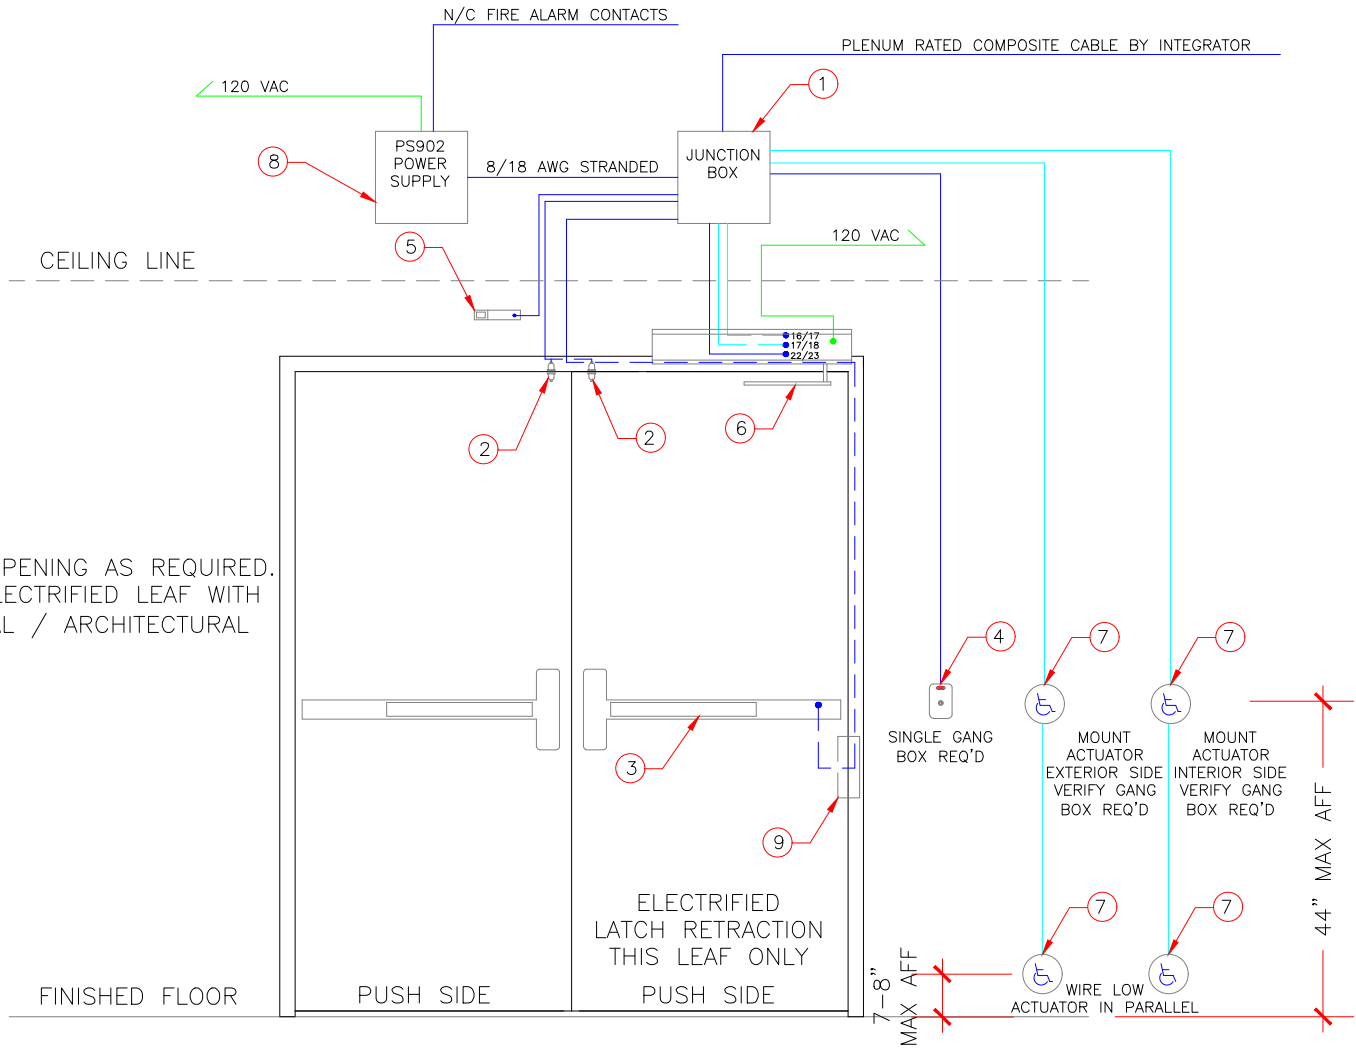 N/C FIRE ALARM CONTACTS
PLENUM RATED COMPOSITE CABLE BY INTEGRATOR
120 VAC
1
PS902
POWER
SUPPLY
8
8/18 AWG STRANDED
JUNCTION
BOX
120 VAC
5
CEILING LINE
16/17
17/18
22/23
2
2
6
PENING AS REQUIRED.
LECTRIFIED LEAF WITH
AL / ARCHITECTURAL
4
7
7
SINGLE GANG
BOX REQ'D
MOUNT
ACTUATOR
EXTERIOR SIDE
VERIFY GANG
BOX REQ'D
MOUNT
ACTUATOR
INTERIOR SIDE
VERIFY GANG
BOX REQ'D
3
9
44" MAX AFF
ELECTRIFIED
LATCH RETRACTION
THIS LEAF ONLY
7
7
7-8"
MAX AFF
WIRE LOW
ACTUATOR IN PARALLEL
FINISHED FLOOR
PUSH SIDE
PUSH SIDE